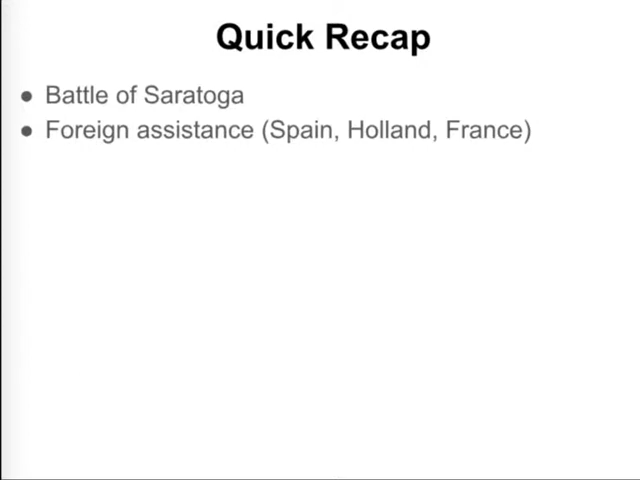 Quick Recap
● Battle of Saratoga
● Foreign assistance (Spain, Holland, France)